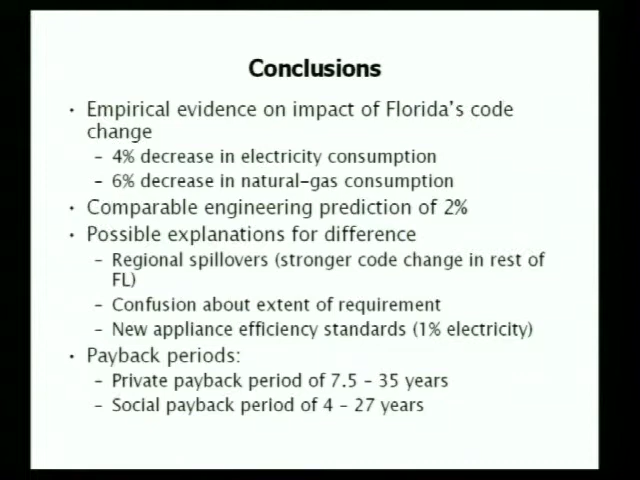 Conclusions
• Empirical evidence on impact of Florida's code
change
– 4% decrease in electricity consumption
– 6% decrease in natural-gas consumption
• Comparable engineering prediction of 2%
• Possible explanations for difference
– Regional spillovers (stronger code change in rest of
FL)
– Confusion about extent of requirement
– New appliance efficiency standards (1% electricity)
• Payback periods:
– Private payback period of 7.5 – 35 years
– Social payback period of 4 – 27 years